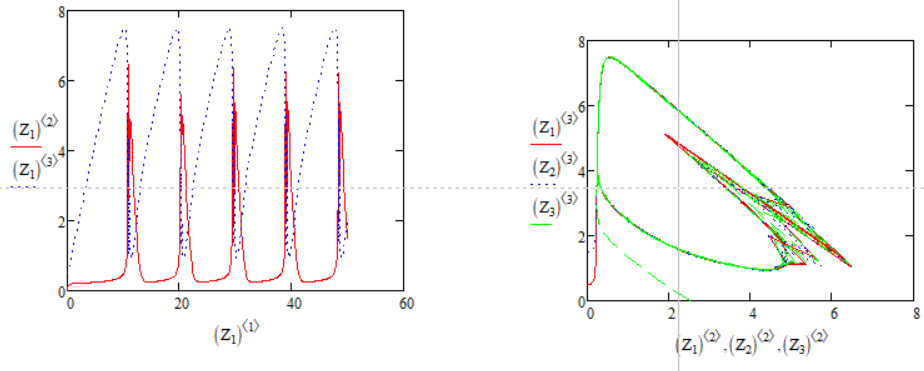 8
6
4
2
0
(Z₁)⟨2⟩
(Z₁)⟨3⟩
0 20 40 60
(Z₁)⟨1⟩
8
6
4
2
0
(Z₁)⟨3⟩
(Z₂)⟨3⟩
(Z₃)⟨3⟩
0 2 4 6 8
(Z₁)⟨2⟩,(Z₂)⟨2⟩,(Z₃)⟨2⟩